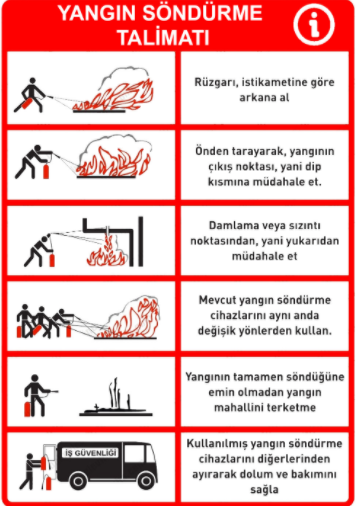 YANGIN SÖNDÜRME
TALİMATI
i
Rüzgarı, istikametine göre
arkana al
Önden tarayarak, yangının
çıkış noktası, yani dip
kısmına müdahale et.
Damlama veya sızıntı
noktasından, yani yukarıdan
müdahale et
Mevcut yangın söndürme
cihazlarını aynı anda
değişik yönlerden kullan.
Yangının tamamen söndüğüne
emin olmadan yangın
mahallini terketme
İŞ GÜVENLİĞİ
Kullanılmış yangın söndürme
cihazlarını diğerlerinden
ayırarak dolum ve bakımını
sağla